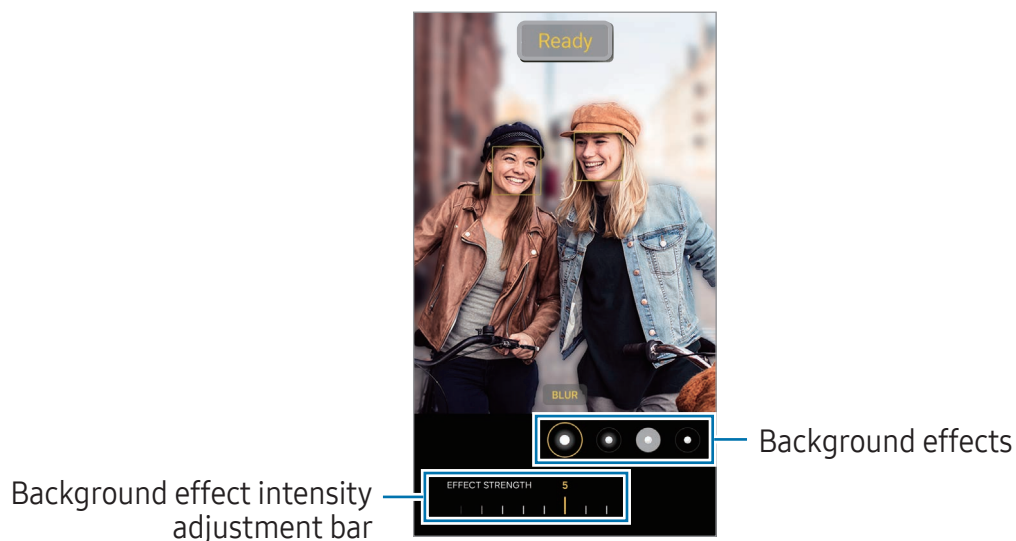 Ready
BLUR
Background effects
EFFECT STRENGTH 5
Background effect intensity
adjustment bar